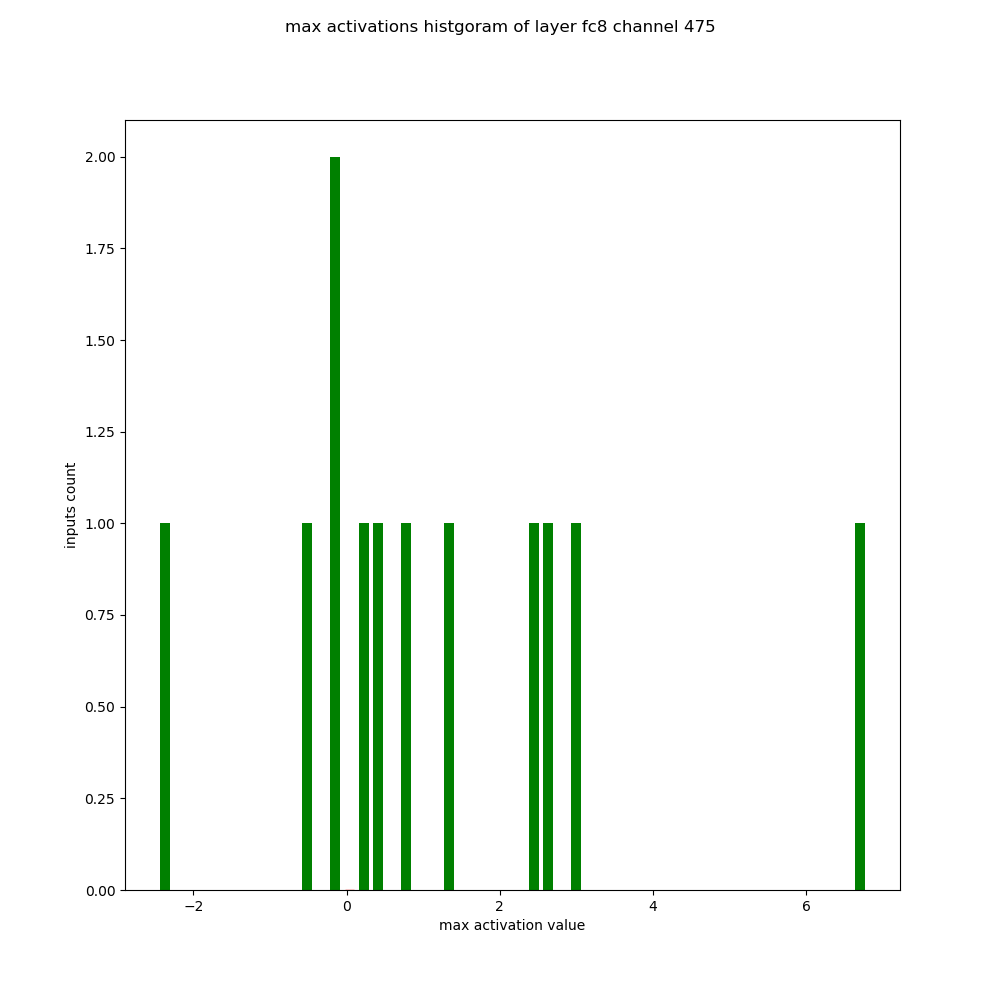 max activations histgoram of layer fc8 channel 475
2.00
1.75
1.50
1.25
1.00
0.75
0.50
0.25
0.00
inputs count
−2 0 2 4 6
max activation value